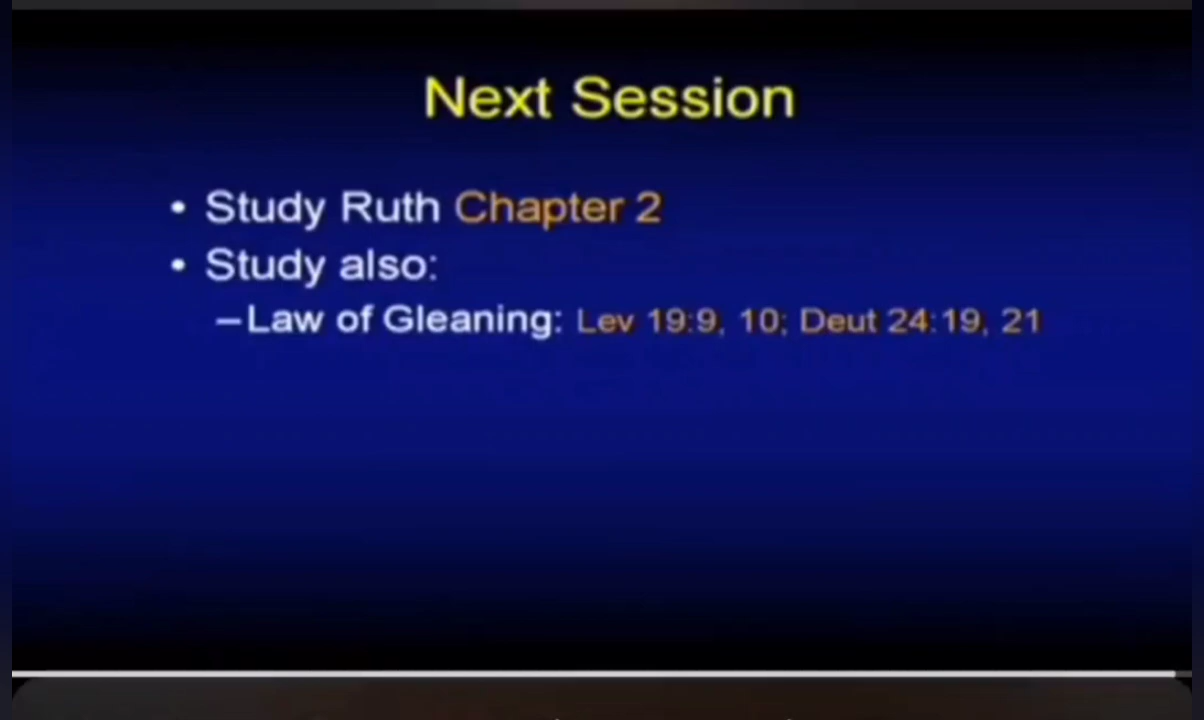 Next Session
• Study Ruth Chapter 2
• Study also:
–Law of Gleaning: Lev 19:9, 10; Deut 24:19, 21